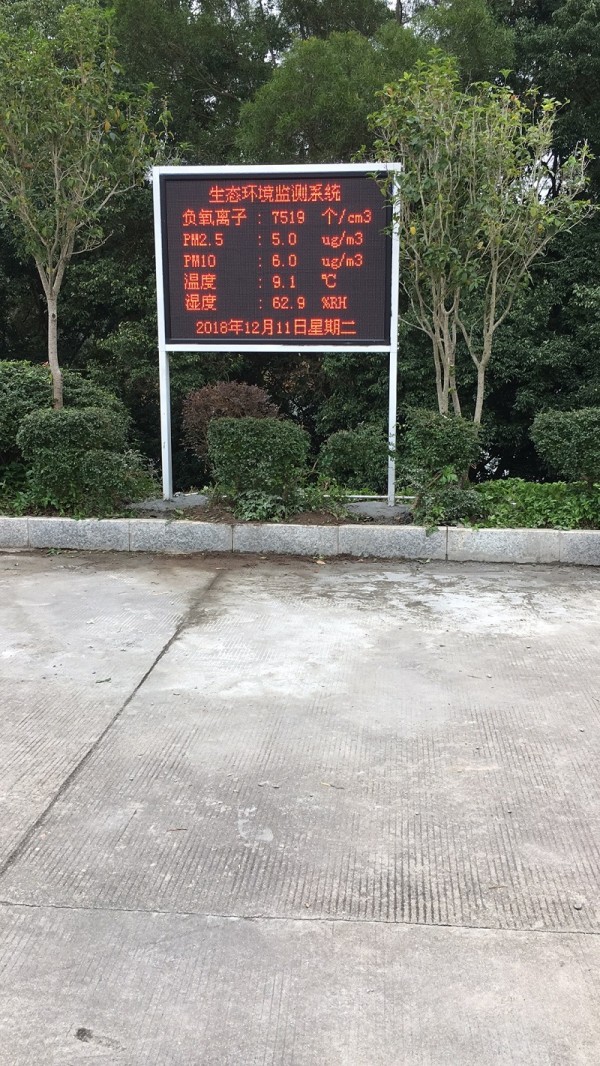 生态环境监测系统
负氧离子 : 7519 个/cm3
PM2.5 : 5.0 ug/m3
PM10 : 6.0 ug/m3
温度 : 9.1 ℃
湿度 : 62.9 %RH
2018年12月11日星期二